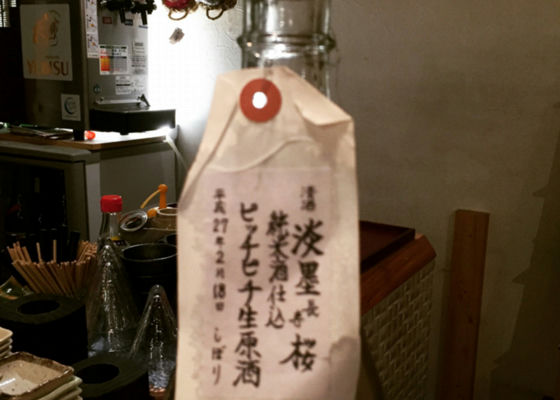 清酒
淡墨桜
長寿
純米酒仕込
ピッチピチ生原酒
平成27年2月18日 しぼり
YEBISU